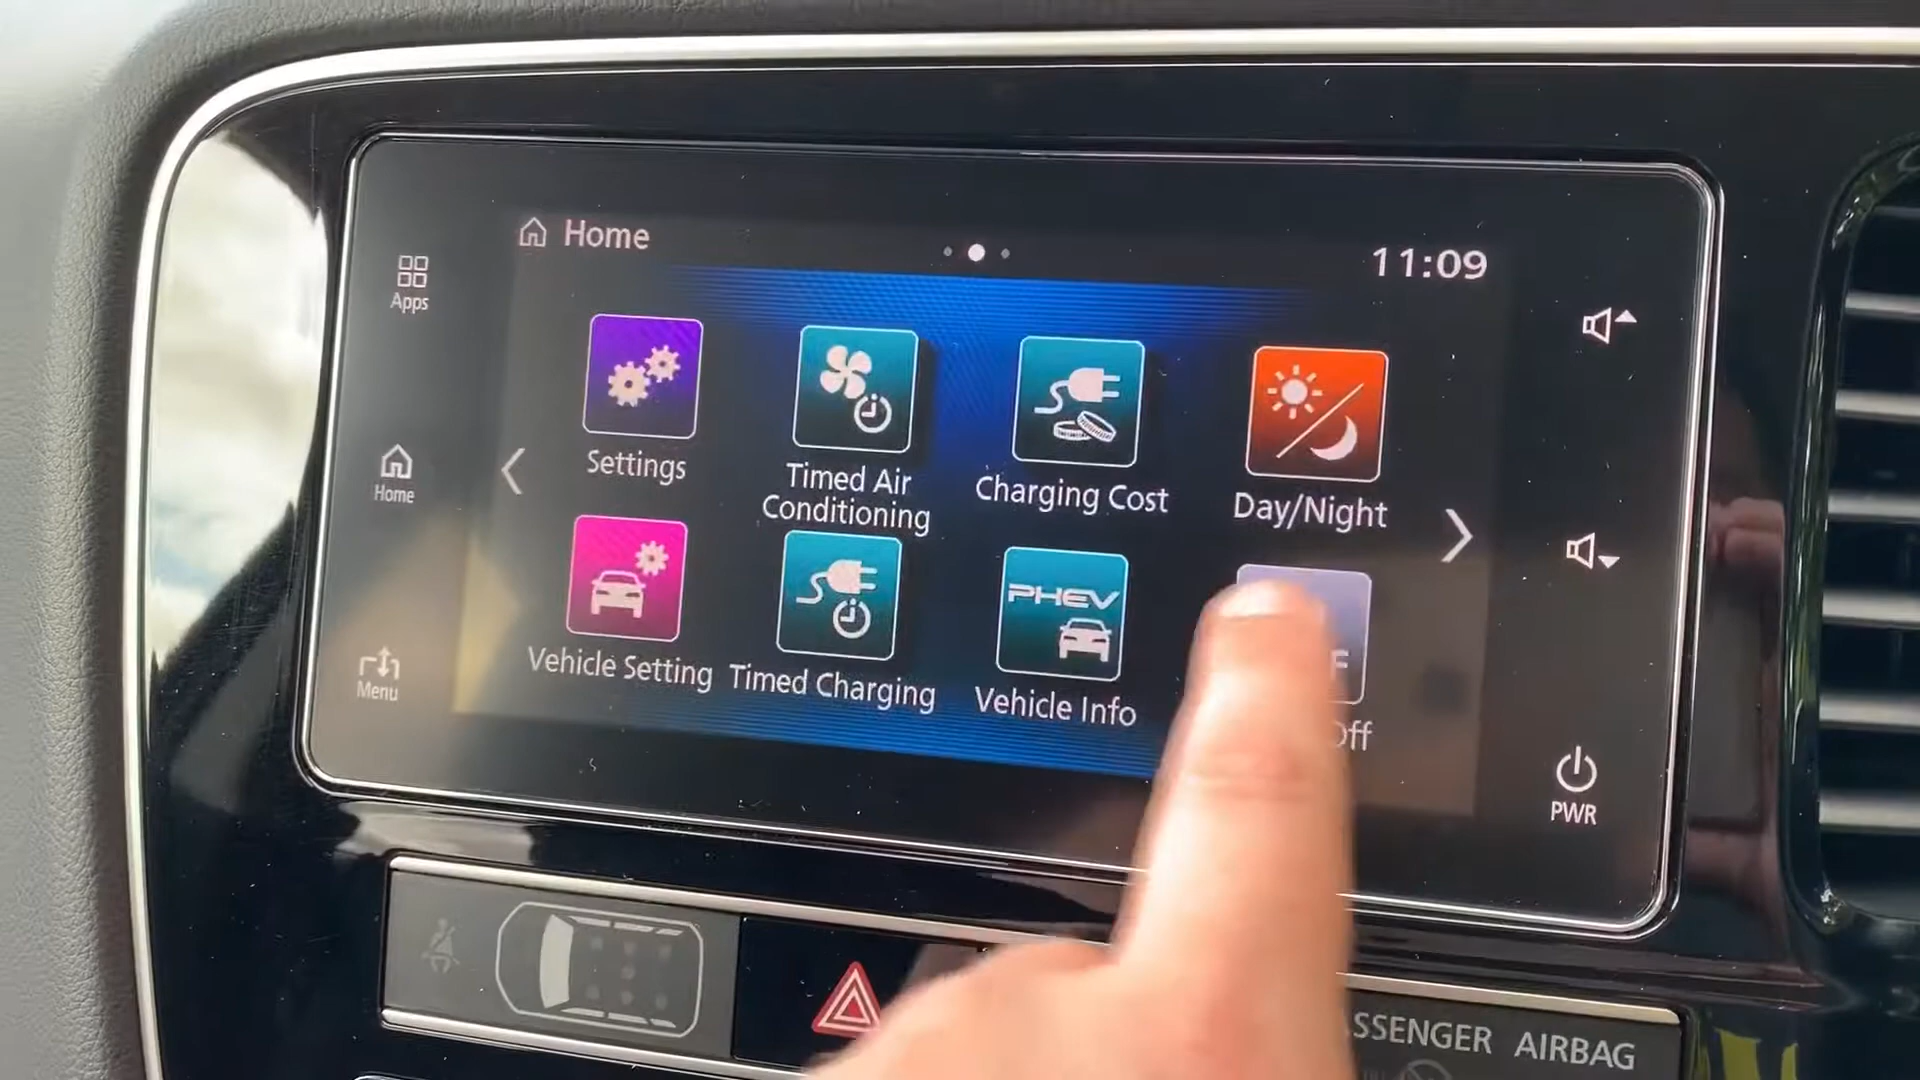 Home
11:09
Apps
Home
Menu
Settings
Timed Air
Conditioning
Charging Cost
Day/Night
Vehicle Setting
Timed Charging
PHEV
Vehicle Info
PWR
AIRBAG